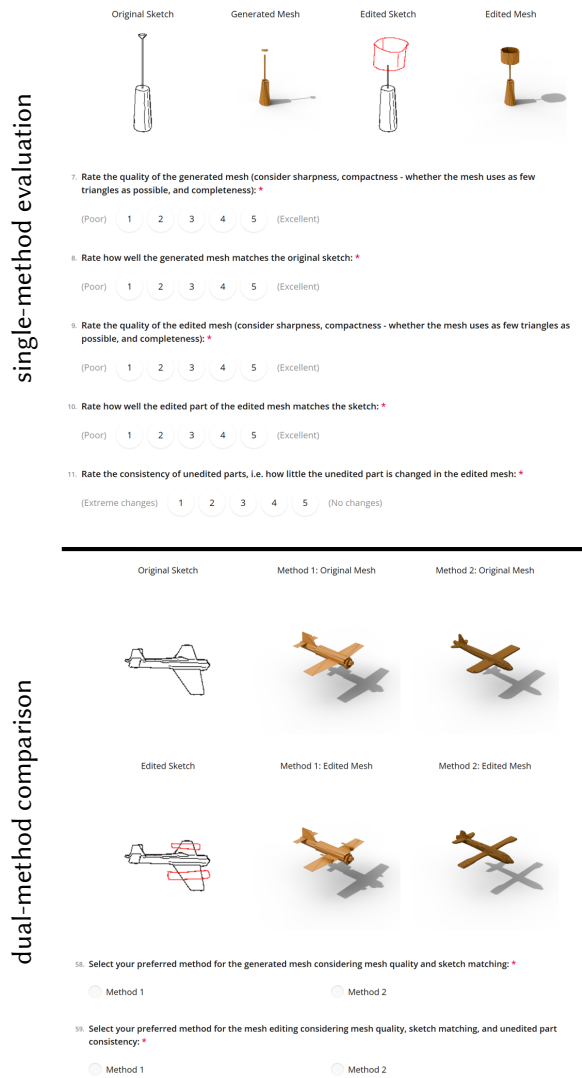 single-method evaluation
Original Sketch
Generated Mesh
Edited Sketch
Edited Mesh
7. Rate the quality of the generated mesh (consider sharpness, compactness - whether the mesh uses as few
triangles as possible, and completeness): *
(Poor) 1 2 3 4 5 (Excellent)
8. Rate how well the generated mesh matches the original sketch: *
(Poor) 1 2 3 4 5 (Excellent)
9. Rate the quality of the edited mesh (consider sharpness, compactness - whether the mesh uses as few triangles as
possible, and completeness): *
(Poor) 1 2 3 4 5 (Excellent)
10. Rate how well the edited part of the edited mesh matches the sketch: *
(Poor) 1 2 3 4 5 (Excellent)
11. Rate the consistency of unedited parts, i.e. how little the unedited part is changed in the edited mesh: *
(Extreme changes) 1 2 3 4 5 (No changes)
dual-method comparison
Original Sketch
Method 1: Original Mesh
Method 2: Original Mesh
Edited Sketch
Method 1: Edited Mesh
Method 2: Edited Mesh
58. Select your preferred method for the generated mesh considering mesh quality and sketch matching: *
Method 1
Method 2
59. Select your preferred method for the mesh editing considering mesh quality, sketch matching, and unedited part
consistency: *
Method 1
Method 2